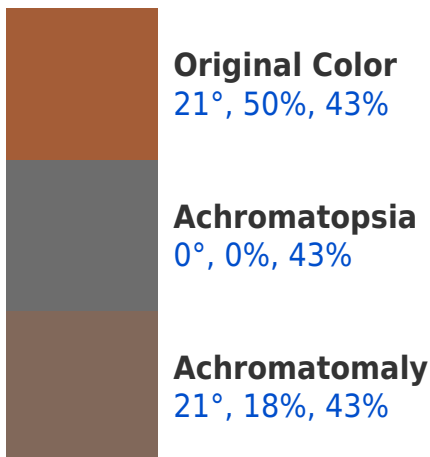 Original Color
21°, 50%, 43%
Achromatopsia
0°, 0%, 43%
Achromatomaly
21°, 18%, 43%